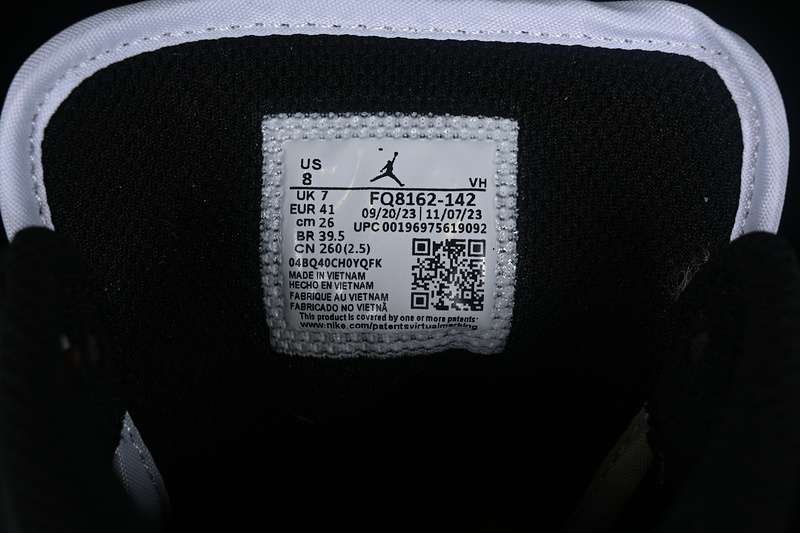 US
8
VH
UK 7
FQ8162-142
EUR 41
09/20/23 | 11/07/23
cm 26
UPC 00196975619092
BR 39.5
CN 260(2.5)
04BQ40CH0YQFK
MADE IN VIETNAM
HECHO EN VIETNAM
FABRIQUE AU VIETNAM
FABRICADO NO VIETNÃ
This product is covered by one or more patents:
www.nike.com/patentsvirtualmarking